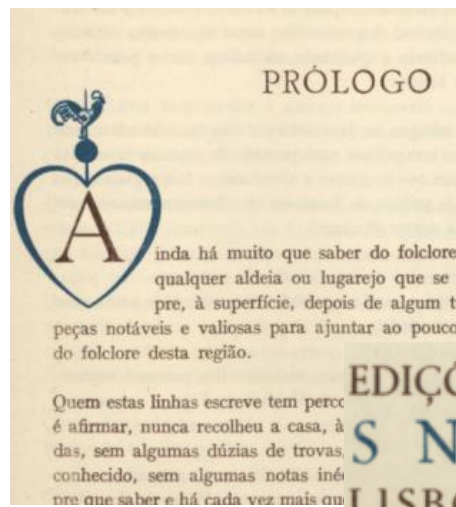 PRÓLOGO
Ainda há muito que saber do folclore
qualquer aldeia ou lugarejo que se
pre, à superfície, depois de algum t
peças notáveis e valiosas para ajuntar ao pouco
do folclore desta região.
Quem estas linhas escreve tem perco
é afirmar, nunca recolheu a casa, à
das, sem algumas dúzias de trovas,
conhecido, sem algumas notas iné
pre que saber e há cada vez mais qu
EDIÇÕ
S N
LISBO